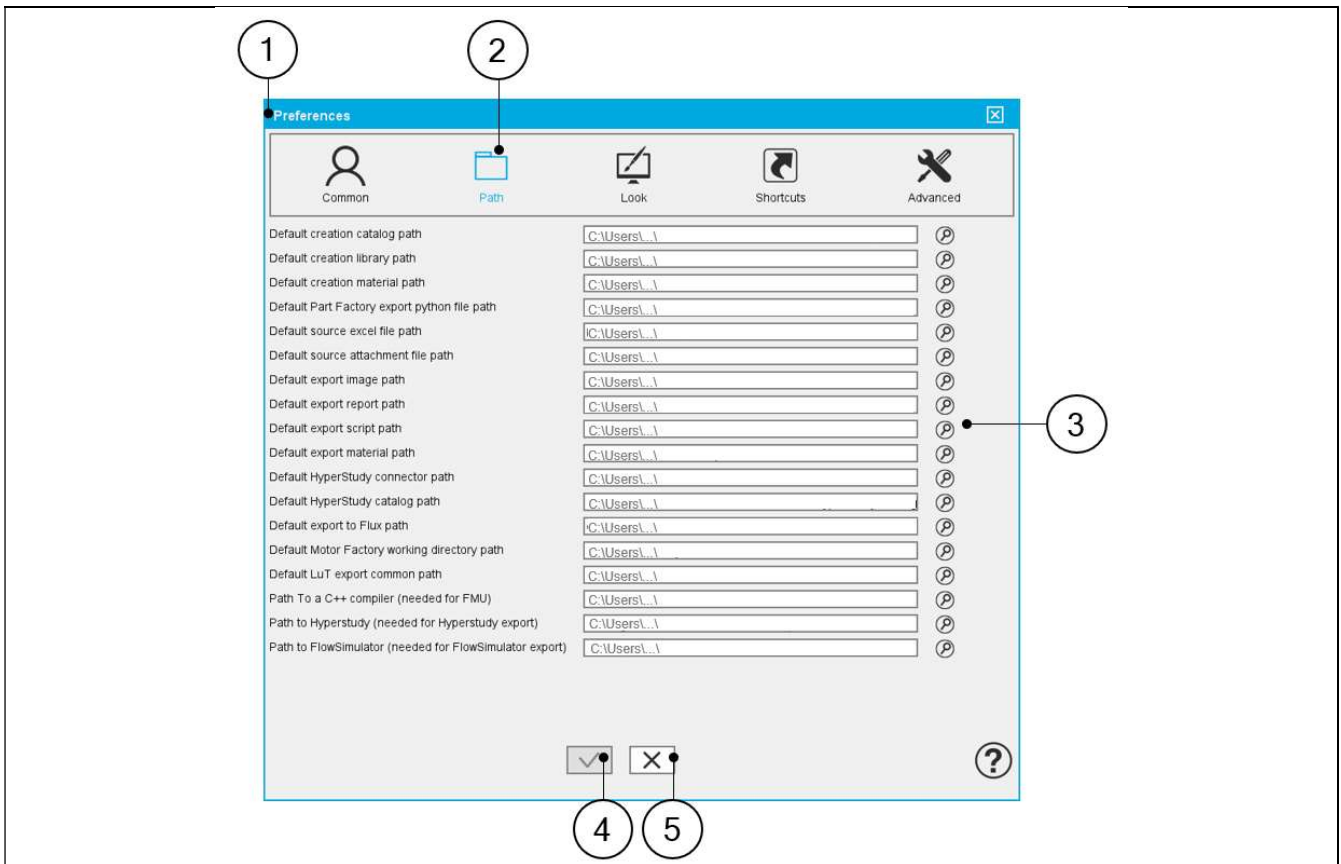 1 2
Preferences
Common Path Look Shortcuts Advanced
Default creation catalog path C:\Users\...\
Default creation library path C:\Users\...\
Default creation material path C:\Users\...\
Default Part Factory export python file path C:\Users\...\
Default source excel file path C:\Users\...\
Default source attachment file path C:\Users\...\
Default export image path C:\Users\...\
Default export report path C:\Users\...\
Default export script path C:\Users\...\ 3
Default export material path C:\Users\...\
Default HyperStudy connector path C:\Users\...\
Default HyperStudy catalog path C:\Users\...\
Default export to Flux path C:\Users\...\
Default Motor Factory working directory path C:\Users\...\
Default LuT export common path C:\Users\...\
Path To a C++ compiler (needed for FMU) C:\Users\...\
Path to Hyperstudy (needed for Hyperstudy export) C:\Users\...\
Path to FlowSimulator (needed for FlowSimulator export) C:\Users\...\
?
4 5